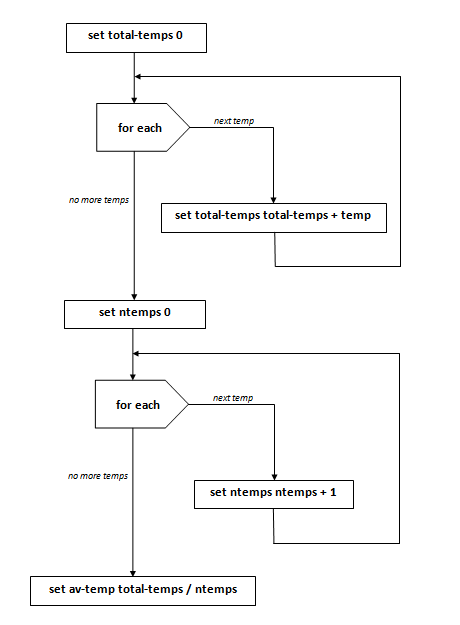 set total-temps 0
for each
next temp
no more temps
set total-temps total-temps + temp
set ntemps 0
for each
next temp
no more temps
set ntemps ntemps + 1
set av-temp total-temps / ntemps